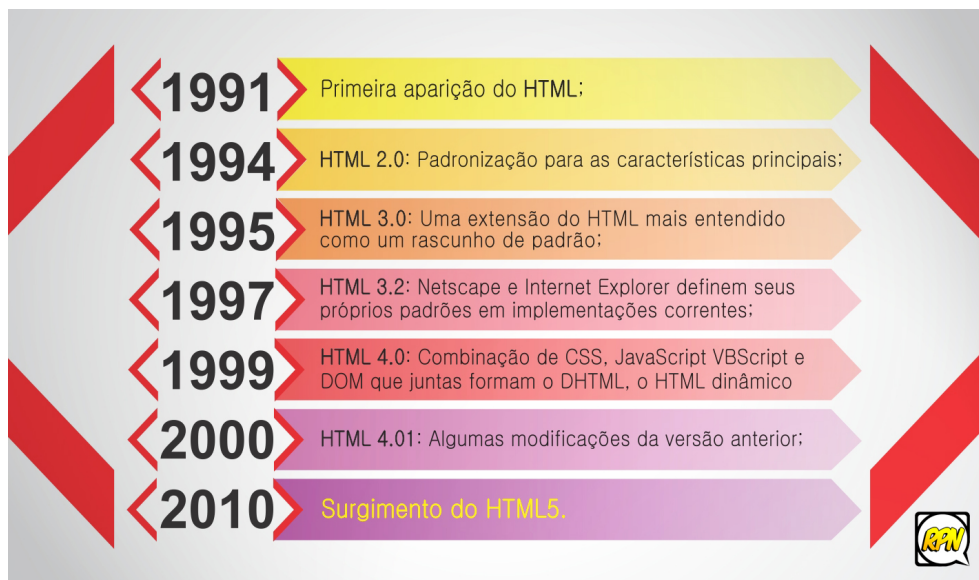 1991
Primeira aparição do HTML;
1994
HTML 2.0: Padronização para as características principais;
1995
HTML 3.0: Uma extensão do HTML mais entendido
como um rascunho de padrão;
1997
HTML 3.2: Netscape e Internet Explorer definem seus
próprios padrões em implementações correntes;
1999
HTML 4.0: Combinação de CSS, JavaScript VBScript e
DOM que juntas formam o DHTML, o HTML dinâmico
2000
HTML 4.01: Algumas modificações da versão anterior;
2010
Surgimento do HTML5.
RPN